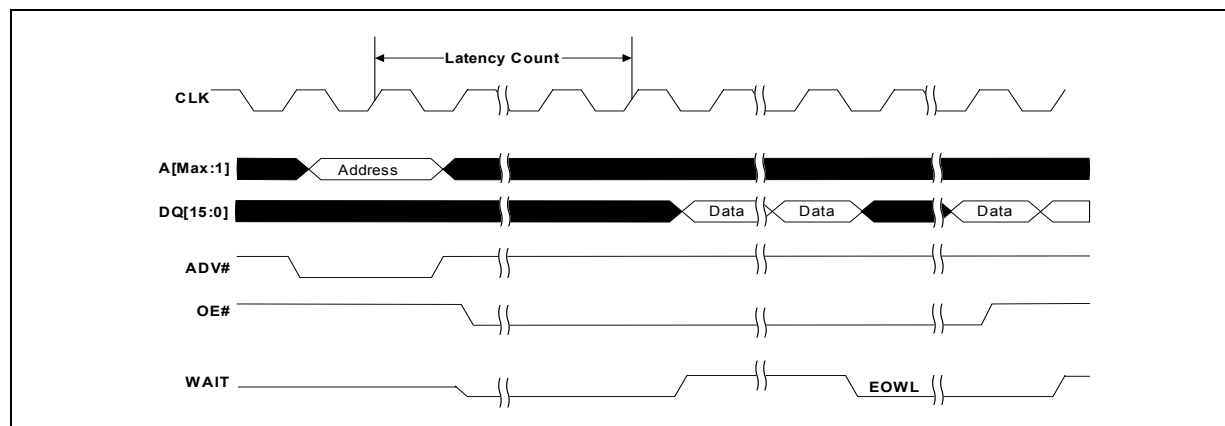 Latency Count
CLK
A[Max:1]
Address
DQ[15:0]
Data
Data
Data
ADV#
OE#
WAIT
EOWL